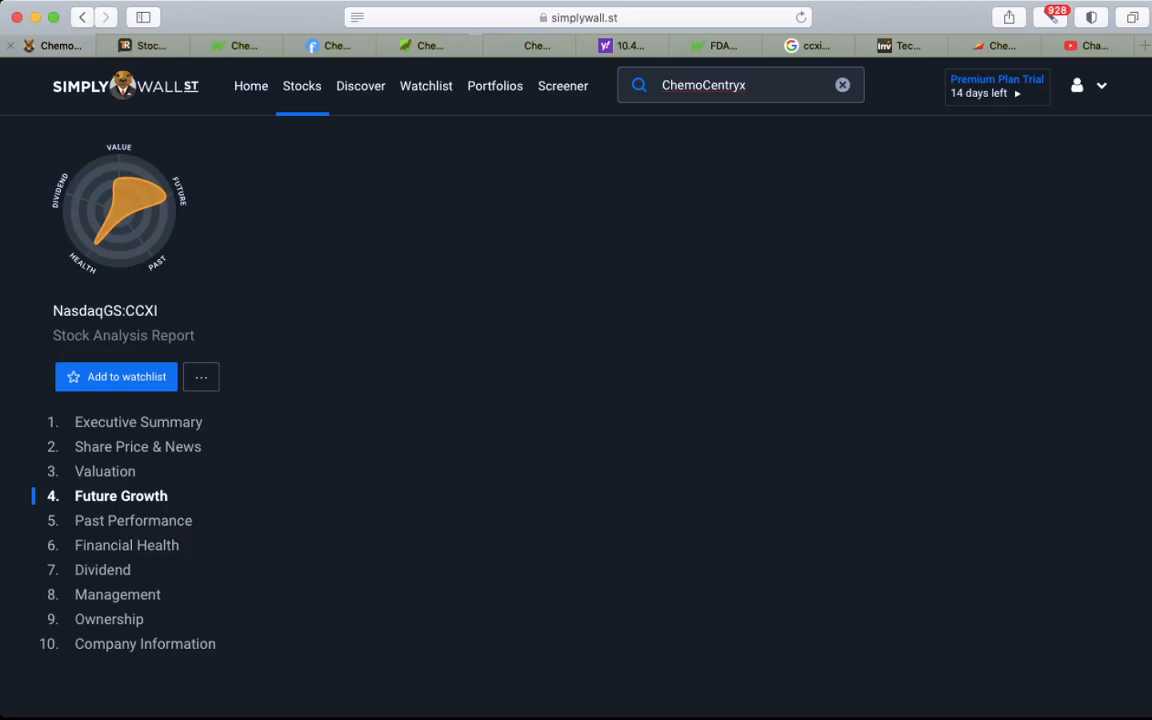 928
simplywall.st
Chemo...
Stoc...
Che...
Che...
Che...
Che...
10.4...
FDA...
ccxi...
Tec...
Che...
Cha...
SIMPLY WALL ST
Home
Stocks
Discover
Watchlist
Portfolios
Screener
ChemoCentryx
Premium Plan Trial
14 days left
VALUE
FUTURE
PAST
HEALTH
DIVIDEND
NasdaqGS:CCXI
Stock Analysis Report
Add to watchlist
...
1. Executive Summary
2. Share Price & News
3. Valuation
4. Future Growth
5. Past Performance
6. Financial Health
7. Dividend
8. Management
9. Ownership
10. Company Information